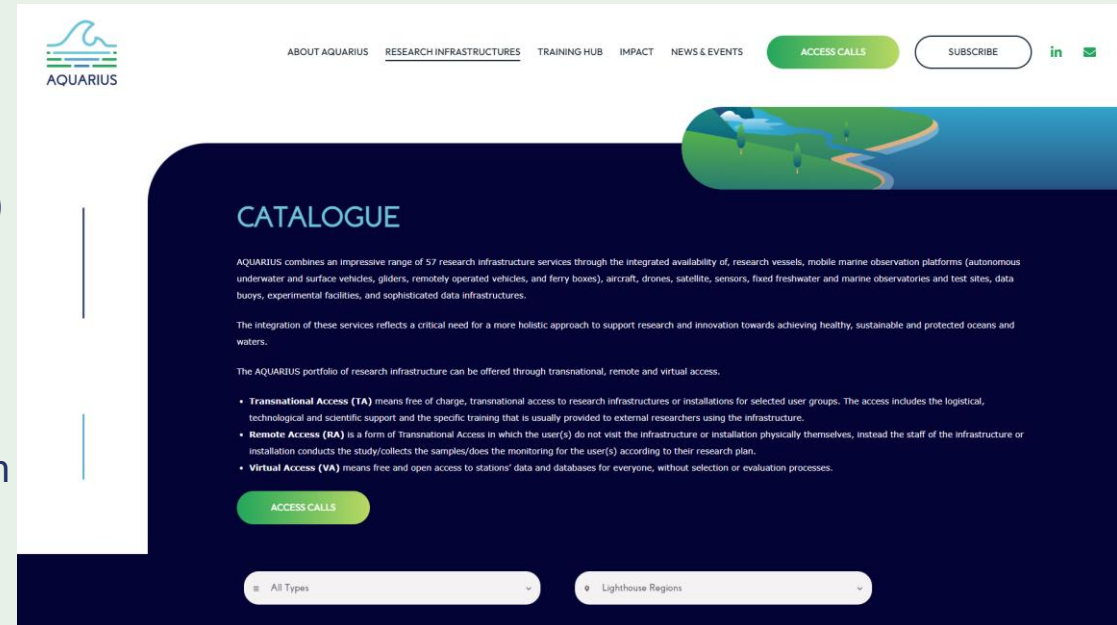 AQUARIUS
ABOUT AQUARIUS RESEARCH INFRASTRUCTURES TRAINING HUB IMPACT NEWS & EVENTS ACCESS CALLS SUBSCRIBE in
CATALOGUE
AQUARIUS combines an impressive range of 57 research infrastructure services through the integrated availability of, research vessels, mobile marine observation platforms (autonomous
underwater and surface vehicles, gliders, remotely operated vehicles, and ferry boxes), aircraft, drones, satellite, sensors, fixed freshwater and marine observatories and test sites, data
buoys, experimental facilities, and sophisticated data infrastructures.
The integration of these services reflects a critical need for a more holistic approach to support research and innovation towards achieving healthy, sustainable and protected oceans and
waters.
The AQUARIUS portfolio of research infrastructure can be offered through transnational, remote and virtual access.
• Transnational Access (TA) means free of charge, transnational access to research infrastructures or installations for selected user groups. The access includes the logistical,
technological and scientific support and the specific training that is usually provided to external researchers using the infrastructure.
• Remote Access (RA) is a form of Transnational Access in which the user(s) do not visit the infrastructure or installation physically themselves, instead the staff of the infrastructure or
installation conducts the study/collects the samples/does the monitoring for the user(s) according to their research plan.
• Virtual Access (VA) means free and open access to stations' data and databases for everyone, without selection or evaluation processes.
ACCESS CALLS
All Types Lighthouse Regions